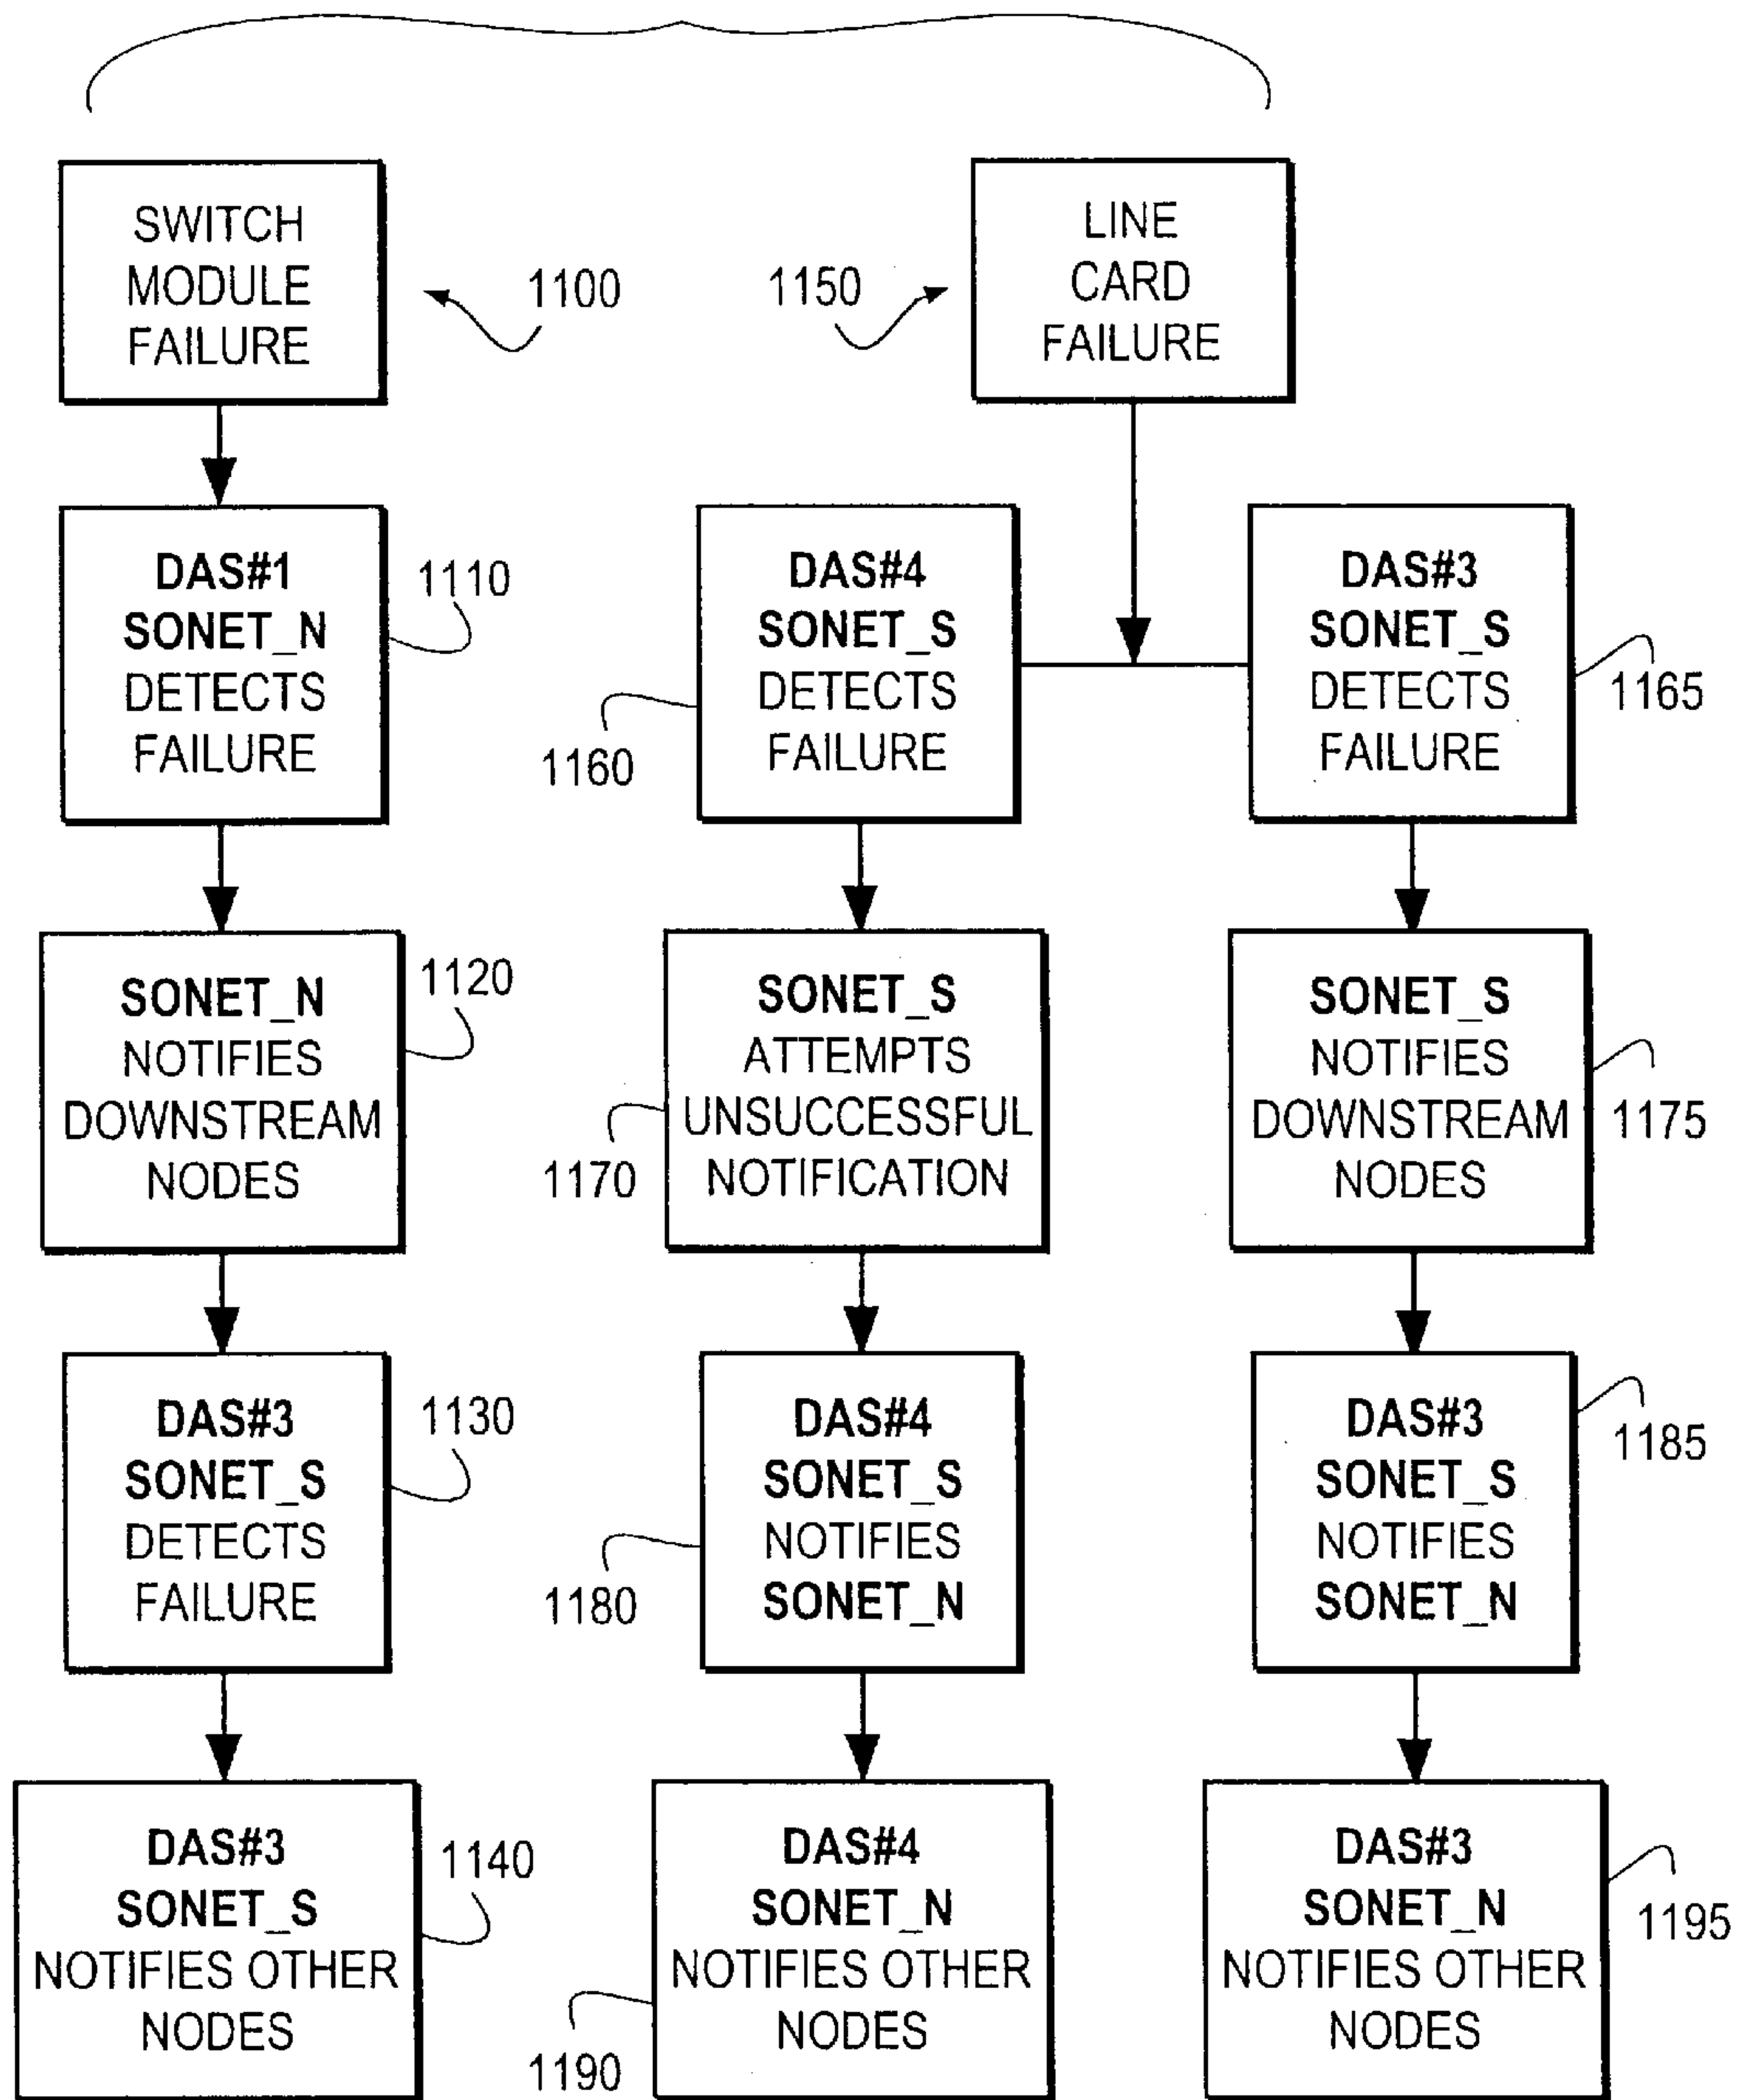 SWITCH
MODULE
FAILURE
1100
1150
LINE
CARD
FAILURE
DAS#1
SONET_N
DETECTS
FAILURE
1110
DAS#4
SONET_S
DETECTS
FAILURE
1160
DAS#3
SONET_S
DETECTS
FAILURE
1165
SONET_N
NOTIFIES
DOWNSTREAM
NODES
1120
SONET_S
ATTEMPTS
UNSUCCESSFUL
NOTIFICATION
1170
SONET_S
NOTIFIES
DOWNSTREAM
NODES
1175
DAS#3
SONET_S
DETECTS
FAILURE
1130
DAS#4
SONET_S
NOTIFIES
SONET_N
1180
DAS#3
SONET_S
NOTIFIES
SONET_N
1185
DAS#3
SONET_S
NOTIFIES OTHER
NODES
1140
DAS#4
SONET_N
NOTIFIES OTHER
NODES
1190
DAS#3
SONET_N
NOTIFIES OTHER
NODES
1195